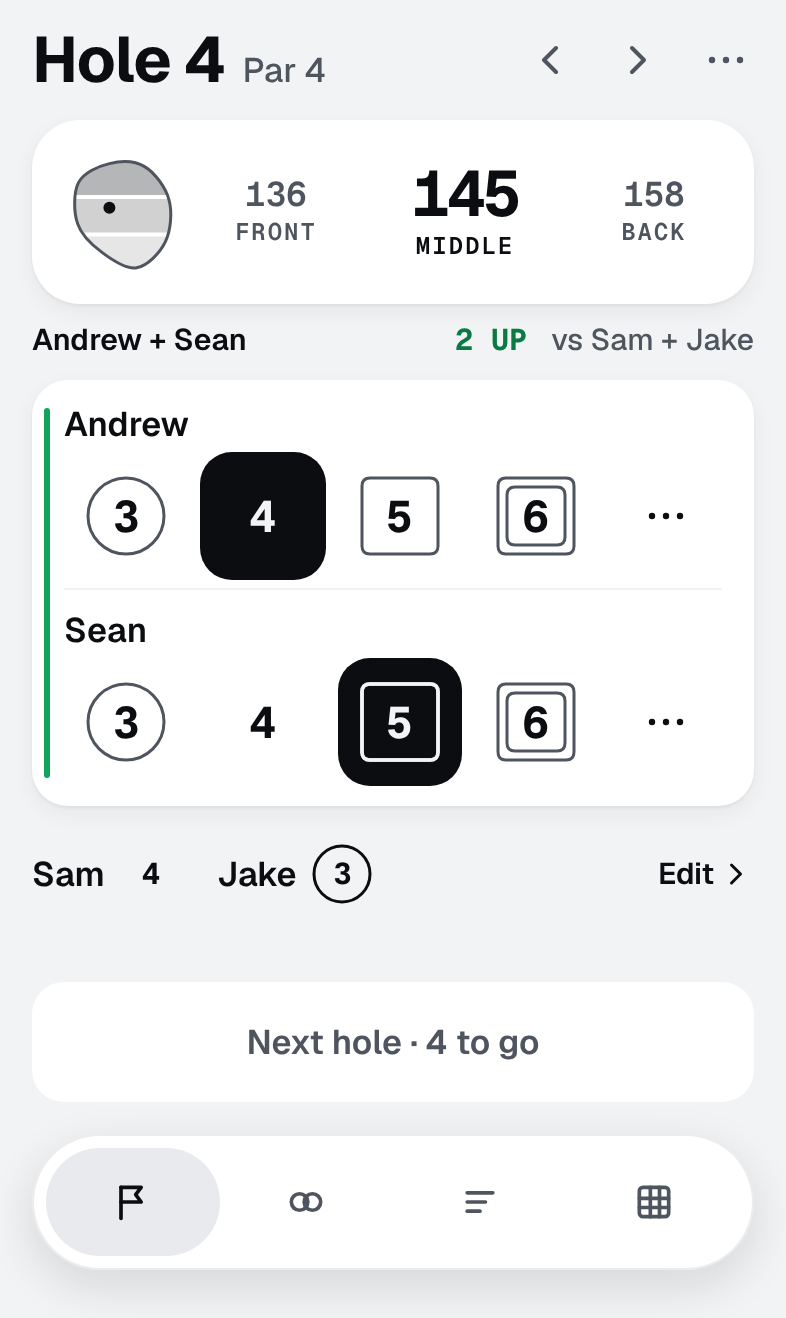 Hole 4 Par 4
136 145 158
FRONT MIDDLE BACK
Andrew + Sean 2 UP vs Sam + Jake
Andrew
3 4 5 6 ...
Sean
3 4 5 6 ...
Sam 4 Jake 3 Edit
Next hole · 4 to go